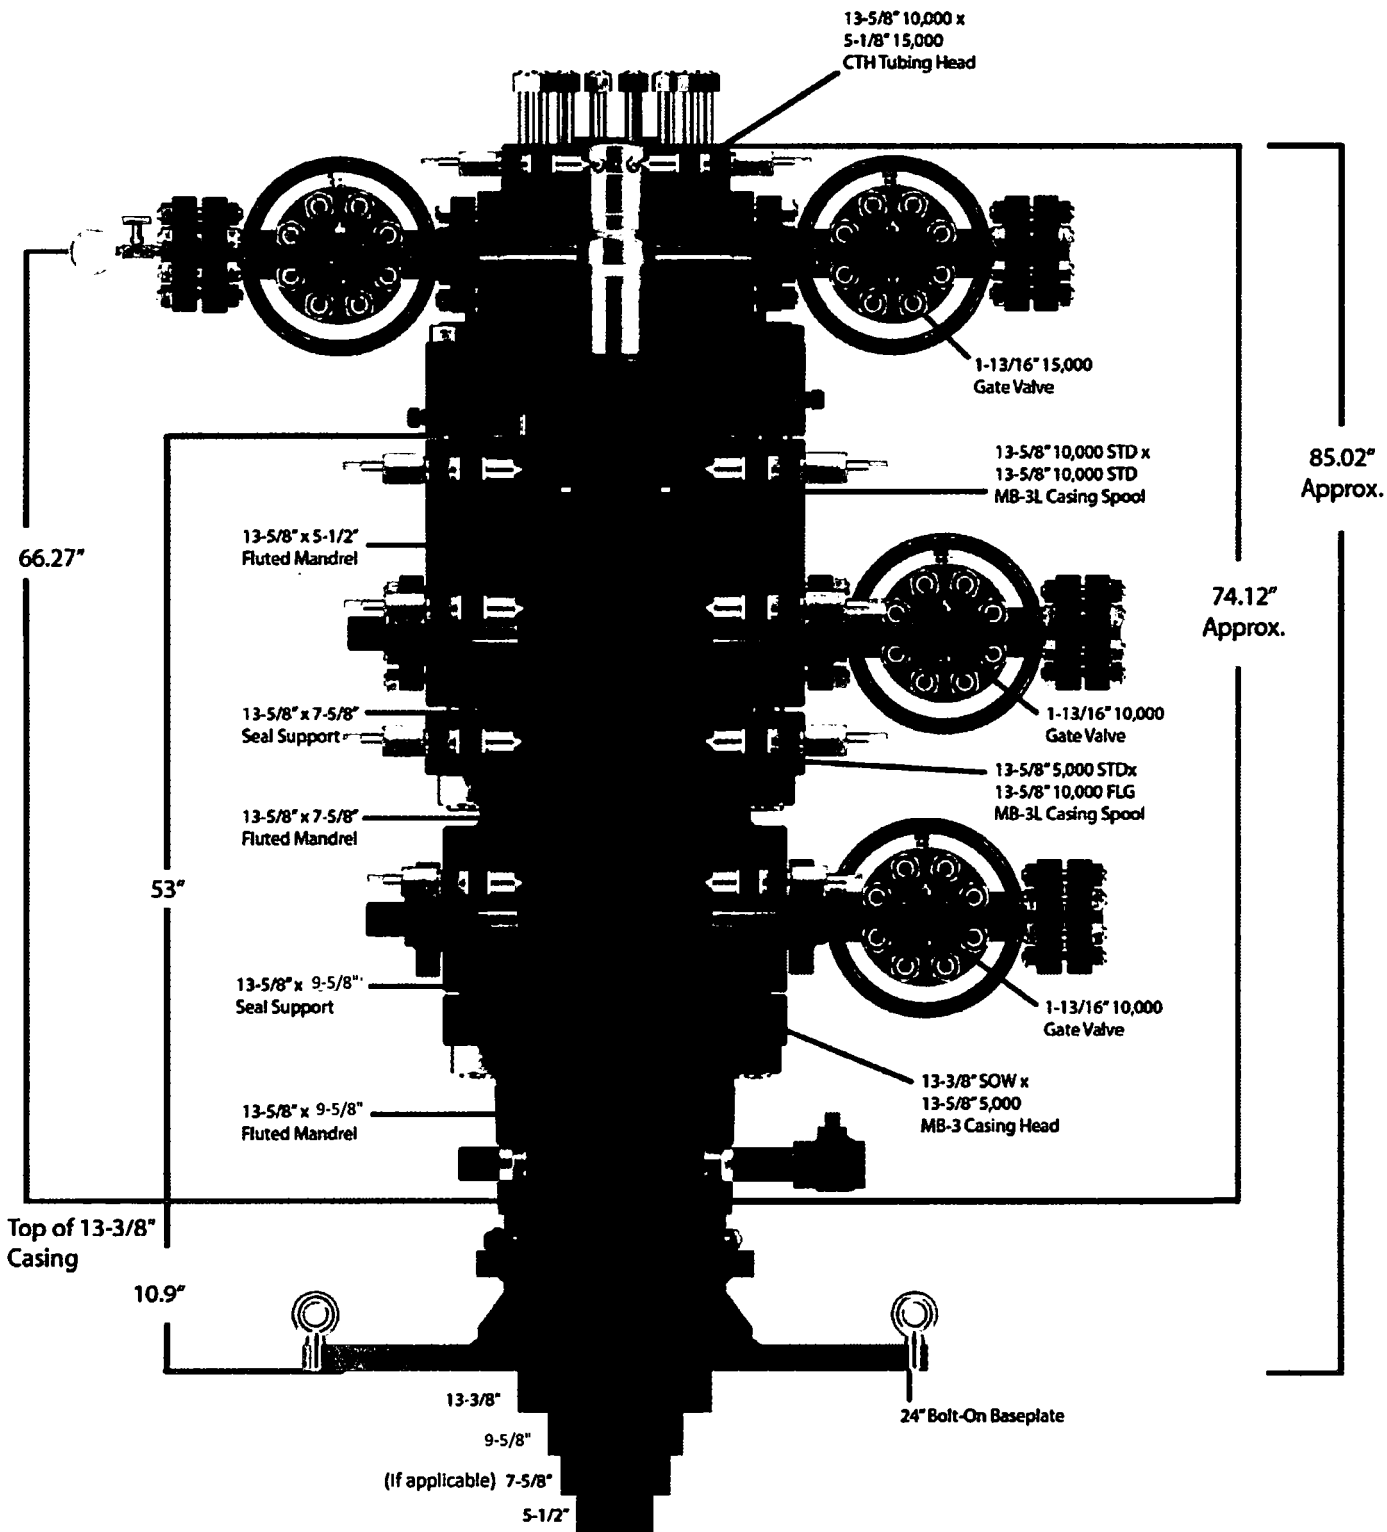 13-5/8" 10,000 x
5-1/8" 15,000
CTH Tubing Head
1-13/16" 15,000
Gate Valve
13-5/8" 10,000 STD x
13-5/8" 10,000 STD
MB-3L Casing Spool
85.02"
Approx.
13-5/8" x 5-1/2"
Fluted Mandrel
66.27"
74.12"
Approx.
13-5/8" x 7-5/8"
Seal Support
1-13/16" 10,000
Gate Valve
13-5/8" 5,000 STDx
13-5/8" 10,000 FLG
MB-3L Casing Spool
13-5/8" x 7-5/8"
Fluted Mandrel
53"
13-5/8" x 9-5/8"
Seal Support
1-13/16" 10,000
Gate Valve
13-3/8" SOW x
13-5/8" 5,000
MB-3 Casing Head
13-5/8" x 9-5/8"
Fluted Mandrel
Top of 13-3/8"
Casing
10.9"
13-3/8"
24" Bolt-On Baseplate
9-5/8"
(If applicable) 7-5/8"
5-1/2"